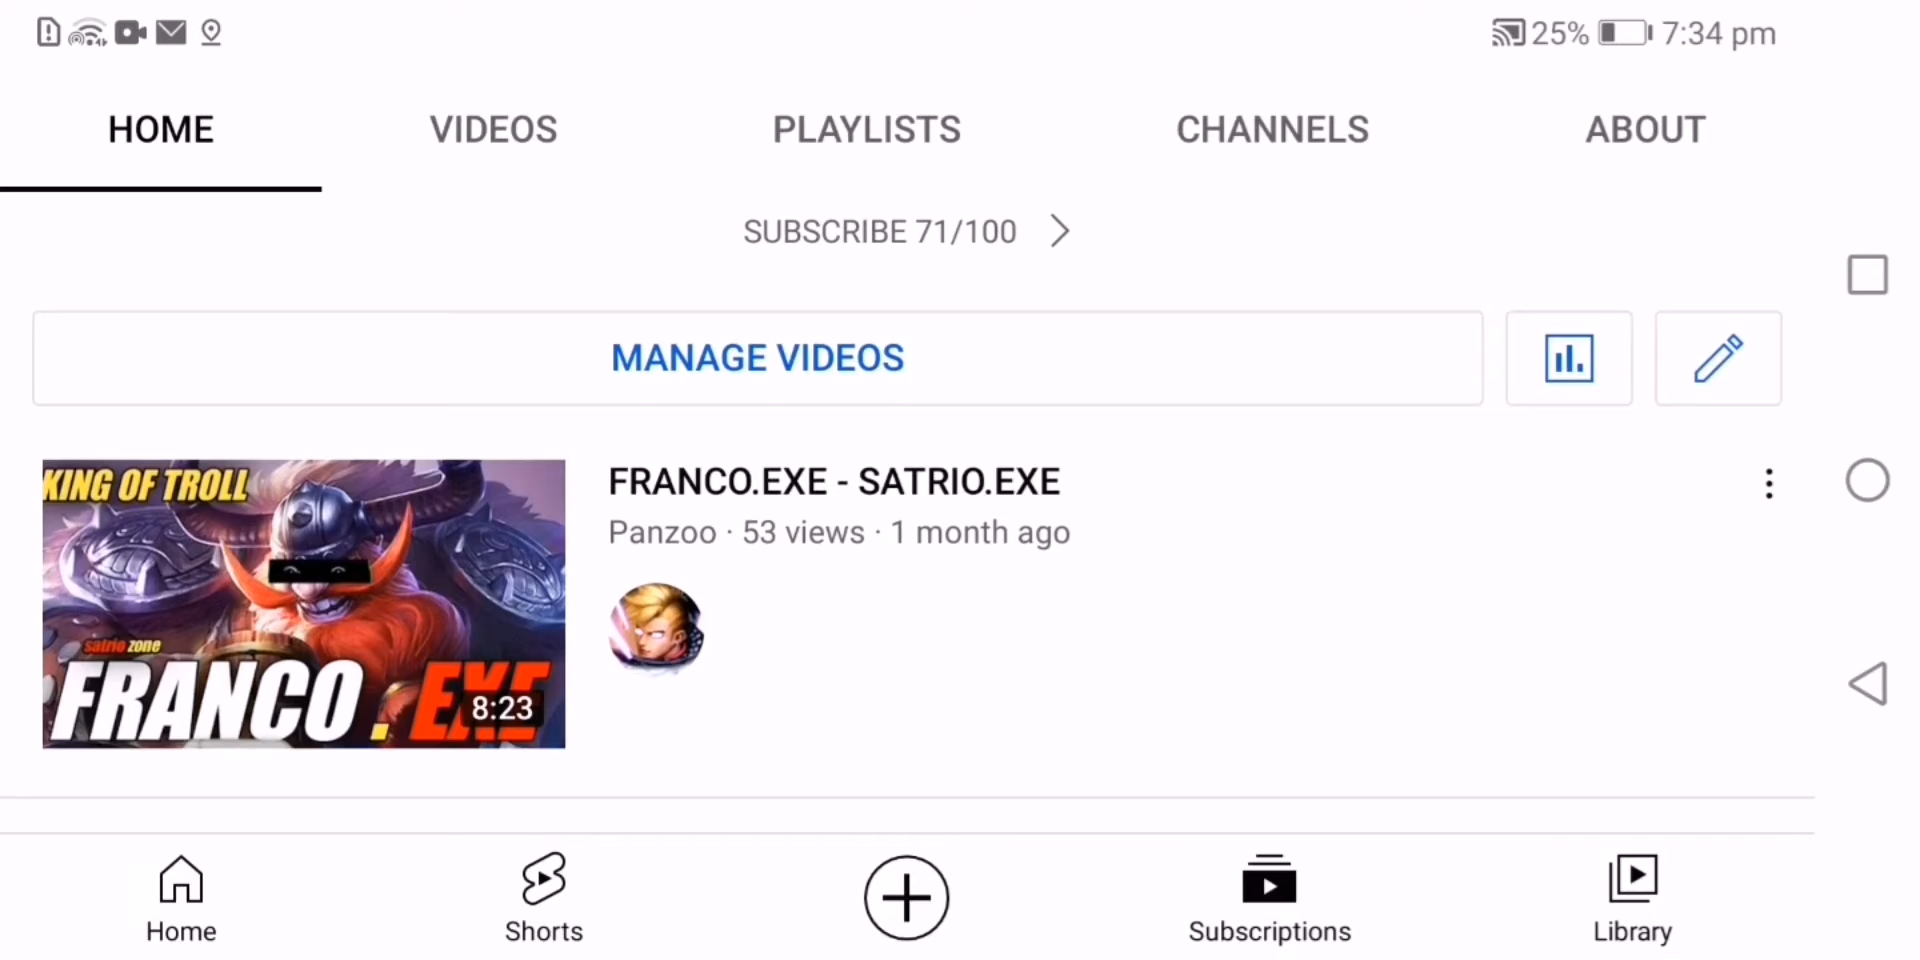 25% 7:34 pm
HOME VIDEOS PLAYLISTS CHANNELS ABOUT
SUBSCRIBE 71/100
MANAGE VIDEOS
KING OF TROLL
satrio zone
FRANCO.EXE
8:23
FRANCO.EXE - SATRIO.EXE
Panzoo · 53 views · 1 month ago
Home Shorts Subscriptions Library